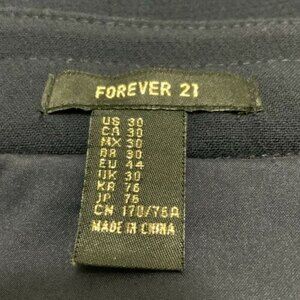 FOREVER 21
US 30
CA 30
MX 30
BR 30
EU 44
UK 30
KR 76
JP 76
CN 170/76A
MADE IN CHINA